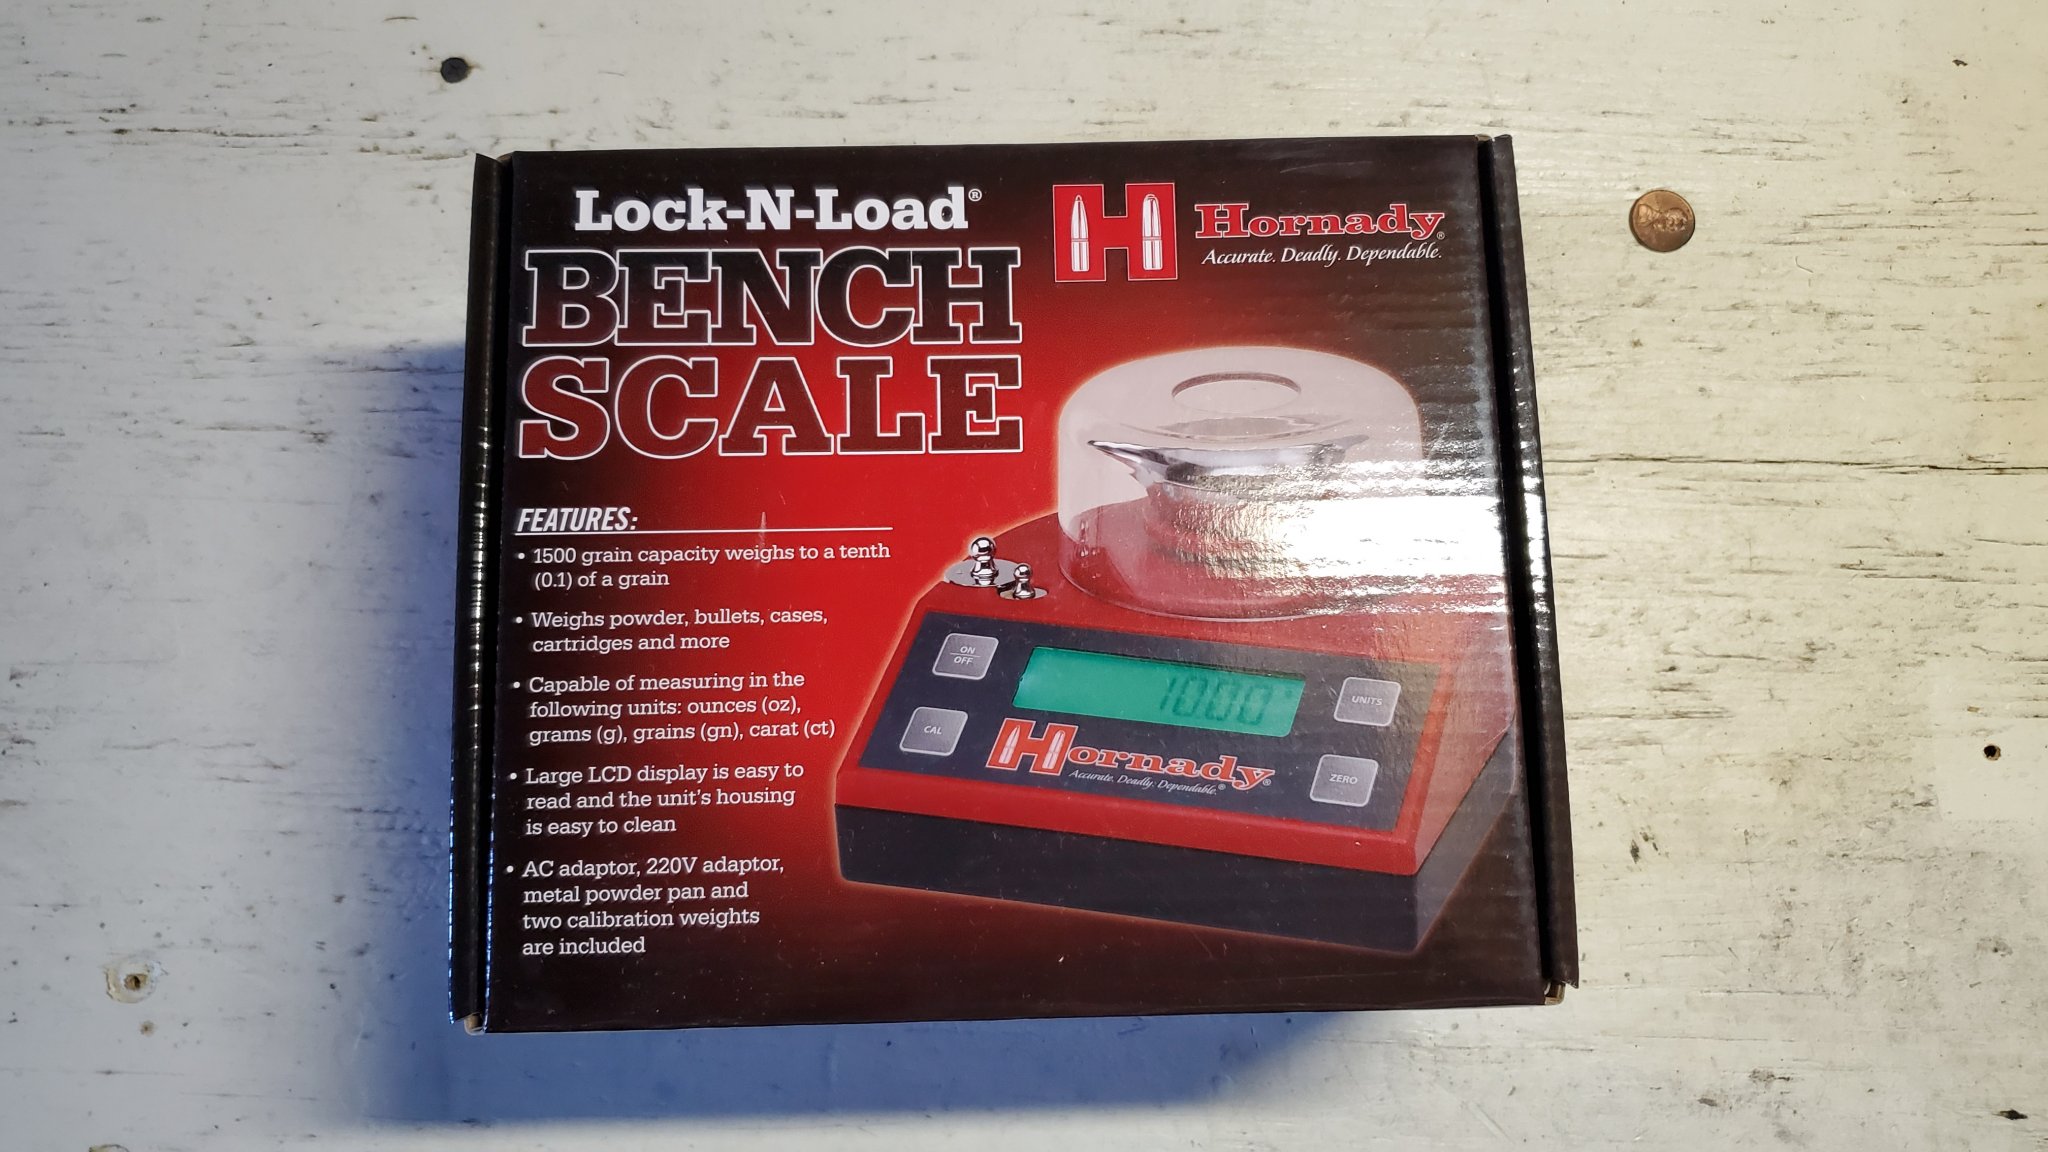 Lock-N-Load®
BENCH
SCALE
Hornady®
Accurate. Deadly. Dependable.
FEATURES:
• 1500 grain capacity weighs to a tenth
(0.1) of a grain
• Weighs powder, bullets, cases,
cartridges and more
• Capable of measuring in the
following units: ounces (oz),
grams (g), grains (gn), carat (ct)
• Large LCD display is easy to
read and the unit's housing
is easy to clean
• AC adaptor, 220V adaptor,
metal powder pan and
two calibration weights
are included
ON
OFF
1000
UNITS
CAL
ZERO
Hornady®
Accurate. Deadly. Dependable.®